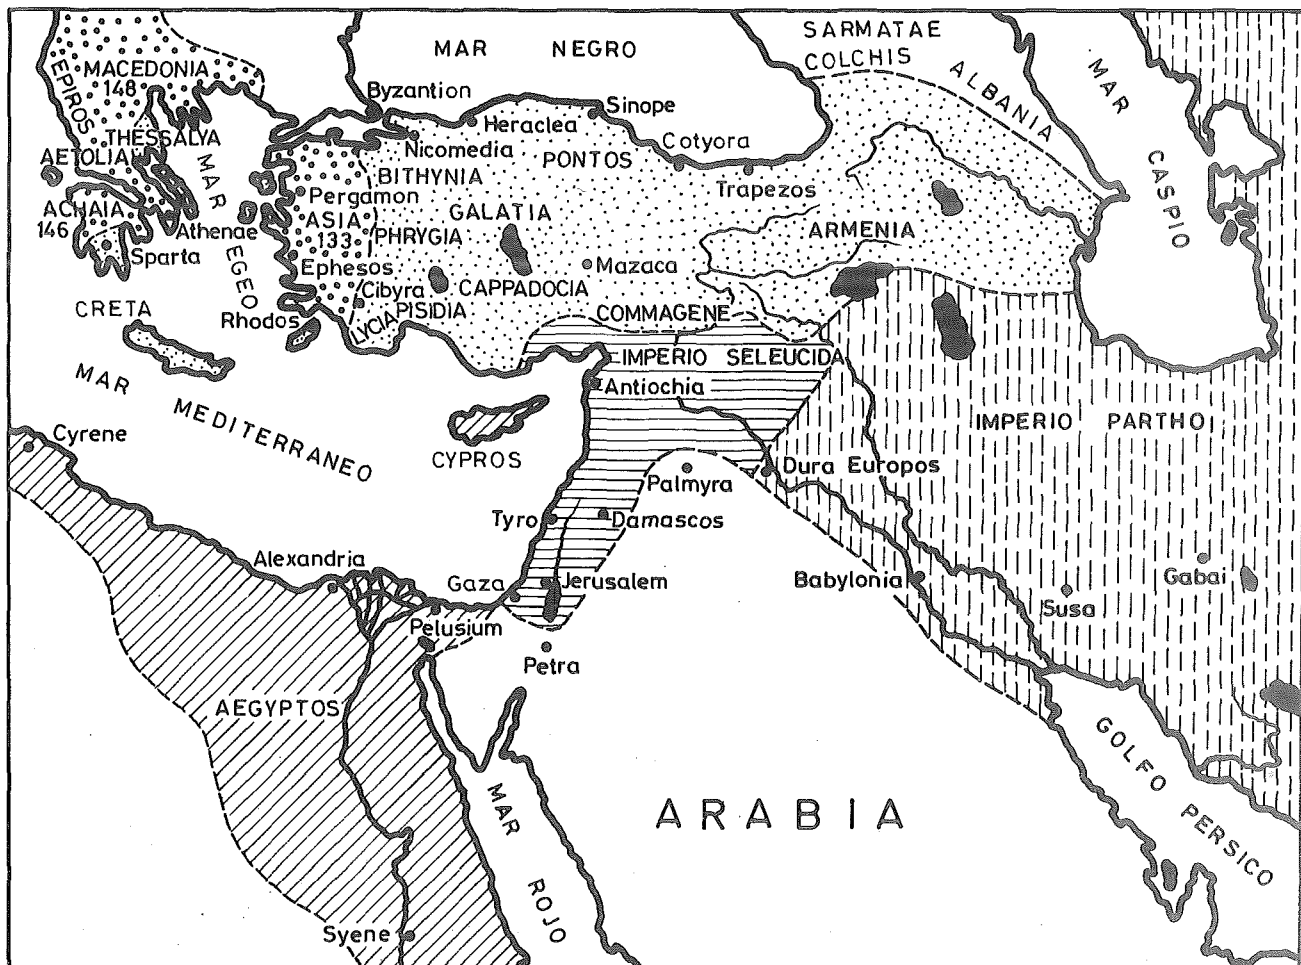 MAR NEGRO
SARMATAE
COLCHIS
ALBANIA
MAR CASPIO
EPIROS
MACEDONIA
148
THESSALYA
AETOLIA
ACHAIA
146
Athenae
Sparta
MAR EGEO
Byzantion
Heraclea
Sinope
Nicomedia
PONTOS
Cotyora
Trapezos
BITHYNIA
Pergamon
ASIA
133
GALATIA
PHRYGIA
ARMENIA
Ephesos
Mazaca
Cibyra
CAPPADOCIA
PISIDIA
LYCIA
Rhodos
COMMAGENE
CRETA
IMPERIO SELEUCIDA
Antiochia
MAR MEDITERRANEO
IMPERIO PARTHO
Cyrene
CYPROS
Palmyra
Dura Europos
Tyro
Damascos
Alexandria
Gaza
Jerusalem
Babylonia
Susa
Gabai
Pelusium
Petra
AEGYPTOS
MAR ROJO
ARABIA
GOLFO PERSICO
Syene